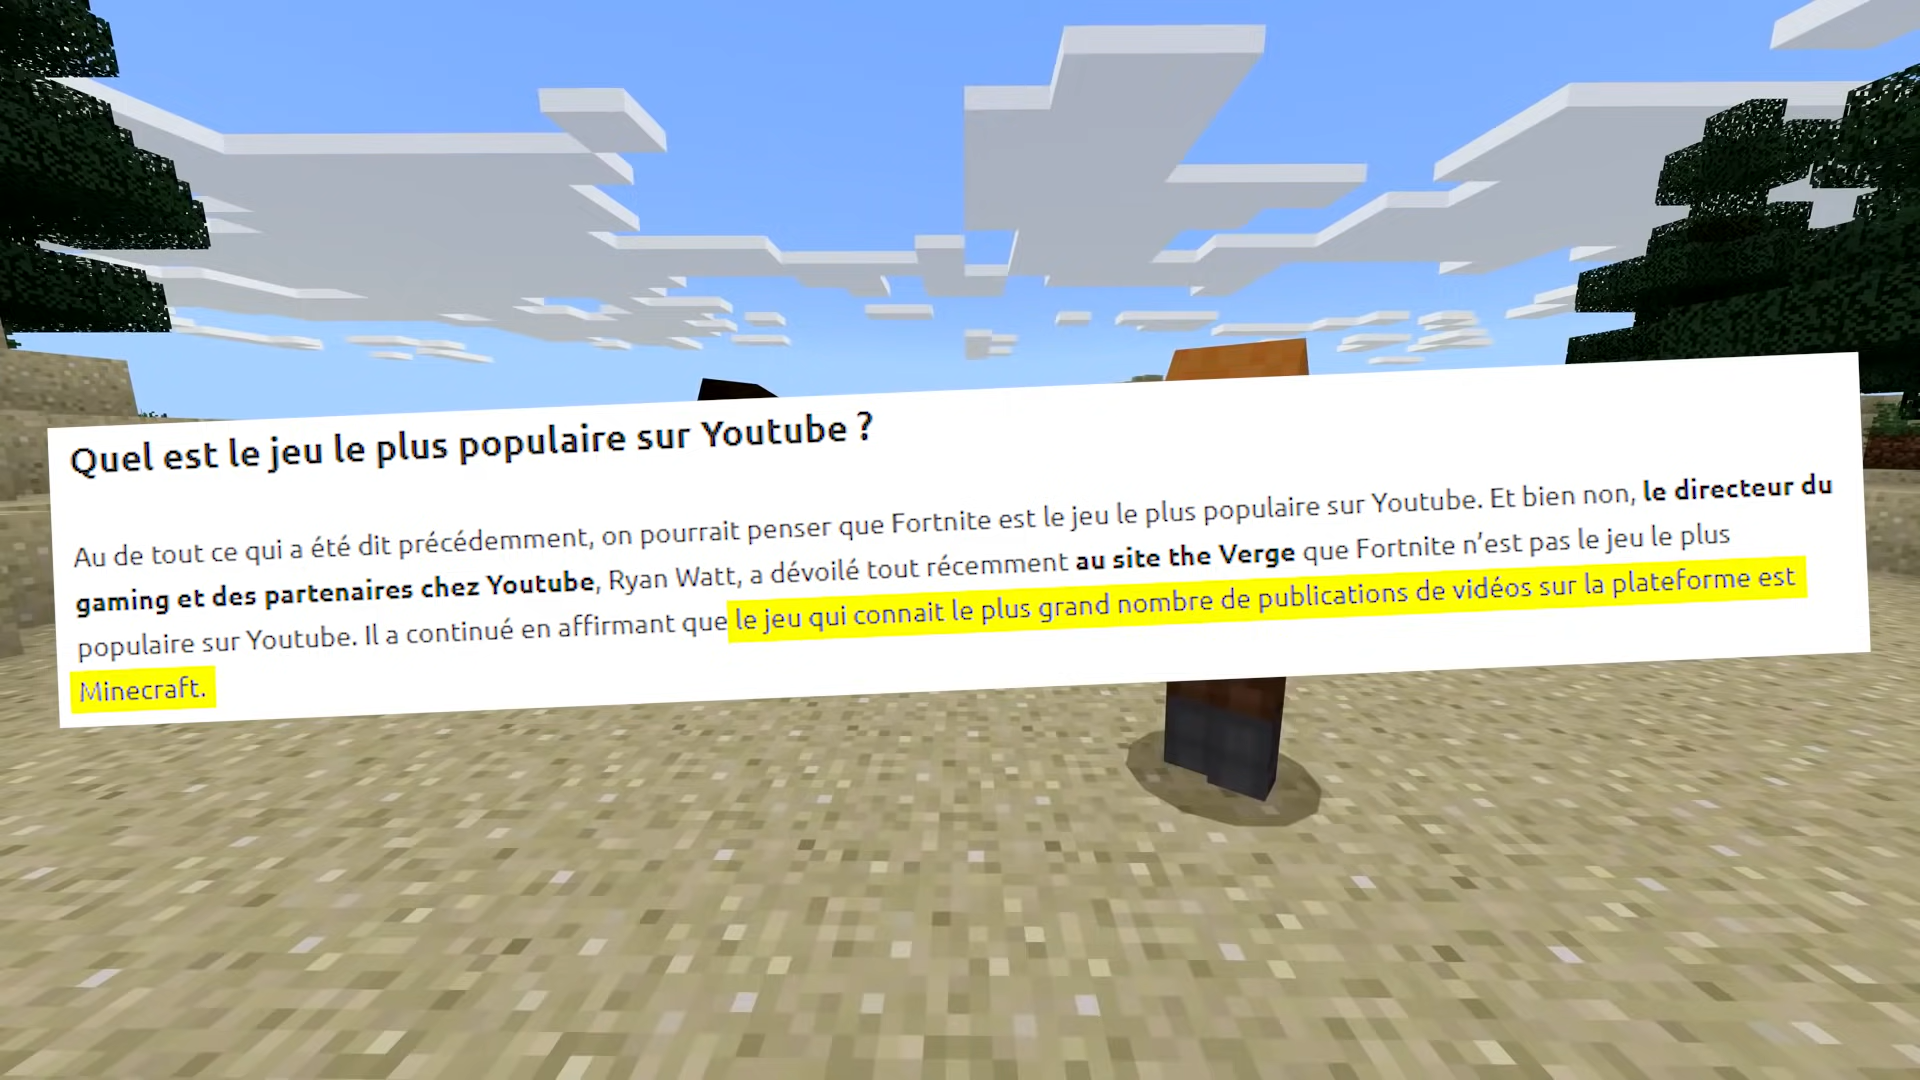 Quel est le jeu le plus populaire sur Youtube ?
Au de tout ce qui a été dit précédemment, on pourrait penser que Fortnite est le jeu le plus populaire sur Youtube. Et bien non, le directeur du
gaming et des partenaires chez Youtube, Ryan Watt, a dévoilé tout récemment au site the Verge que Fortnite n’est pas le jeu le plus
populaire sur Youtube. Il a continué en affirmant que le jeu qui connait le plus grand nombre de publications de vidéos sur la plateforme est
Minecraft.